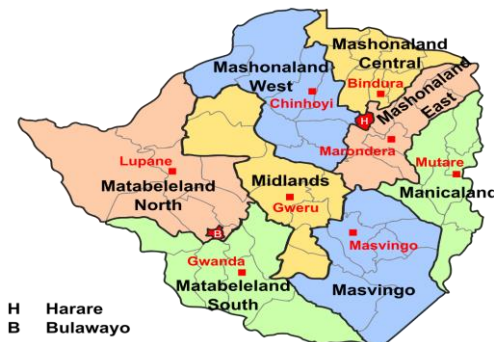 Mashonaland
Central
Bindura
Mashonaland
West
Chinhoyi
Mashonaland
East
H
Marondera
Lupane
Matabeleland
North
Midlands
Gweru
Mutare
Manicaland
B
Masvingo
Gwanda
Matabeleland
South
Masvingo
H Harare
B Bulawayo